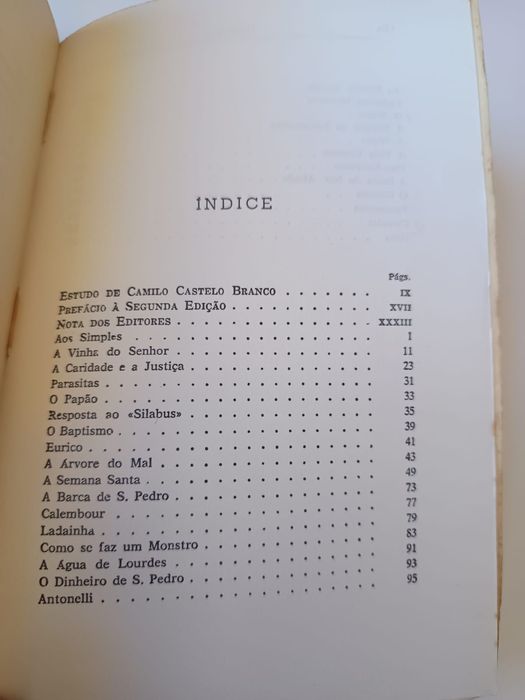 ÍNDICE
Págs.
ESTUDO DE CAMILO CASTELO BRANCO . . . . . . . IX
PREFÁCIO À SEGUNDA EDIÇÃO . . . . . . . . . . XVII
NOTA DOS EDITORES . . . . . . . . . . . . . XXXIII
Aos Simples . . . . . . . . . . . . . . . 1
A Vinha do Senhor . . . . . . . . . . . . . 11
A Caridade e a Justiça . . . . . . . . . . . . 23
Parasitas . . . . . . . . . . . . . . . . . 31
O Papão . . . . . . . . . . . . . . . . . 33
Resposta ao «Silabus» . . . . . . . . . . . . 35
O Baptismo . . . . . . . . . . . . . . . . 39
Eurico . . . . . . . . . . . . . . . . . . 41
A Árvore do Mal . . . . . . . . . . . . . . 43
A Semana Santa . . . . . . . . . . . . . . 49
A Barca de S. Pedro . . . . . . . . . . . . . 73
Calembour . . . . . . . . . . . . . . . . 77
Ladainha . . . . . . . . . . . . . . . . . 79
Como se faz um Monstro . . . . . . . . . . . 83
A Água de Lourdes . . . . . . . . . . . . . 91
O Dinheiro de S. Pedro . . . . . . . . . . . . 93
Antonelli . . . . . . . . . . . . . . . . . 95